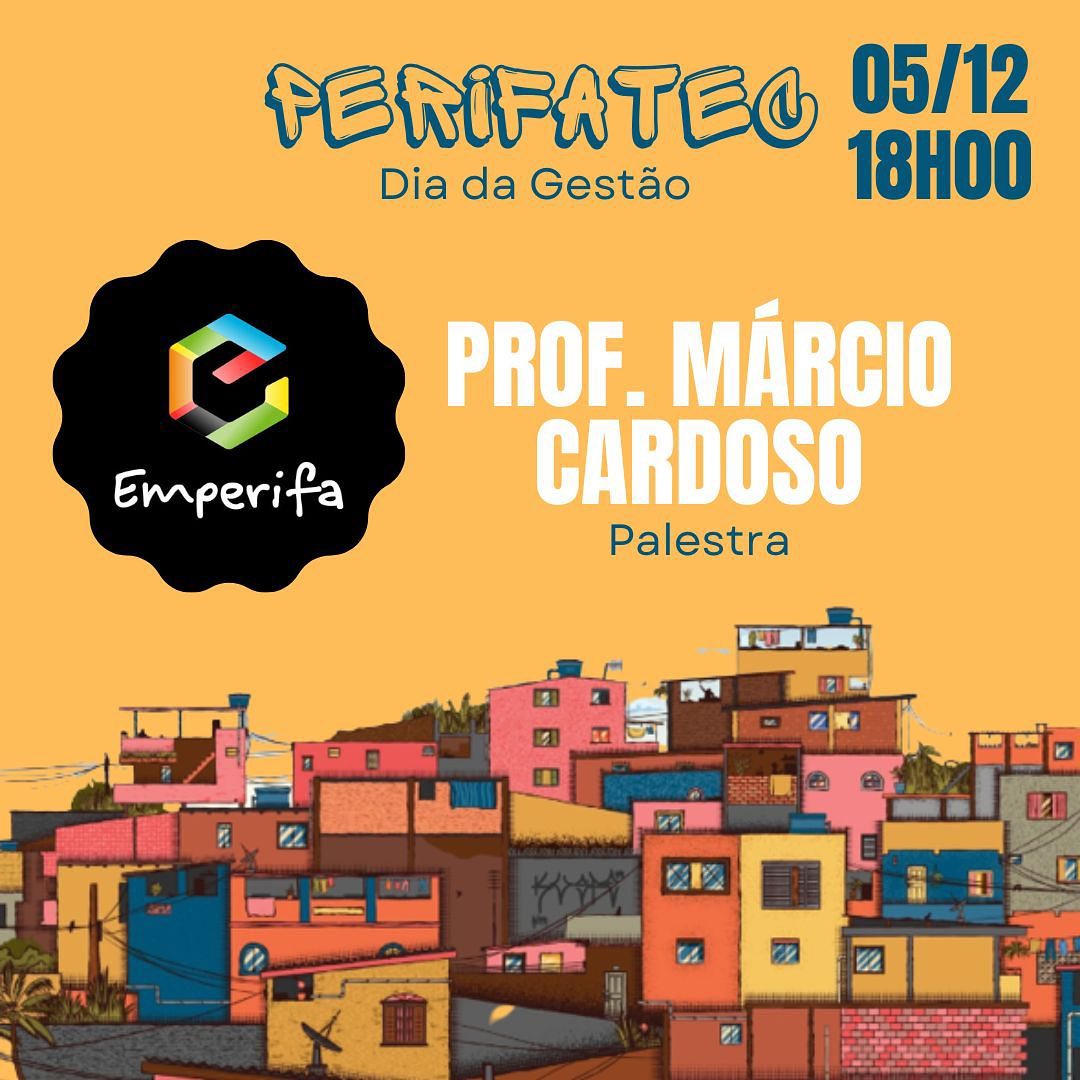 PERIFATEC
Dia da Gestão
05/12
18H00
Emperifa
PROF. MÁRCIO
CARDOSO
Palestra